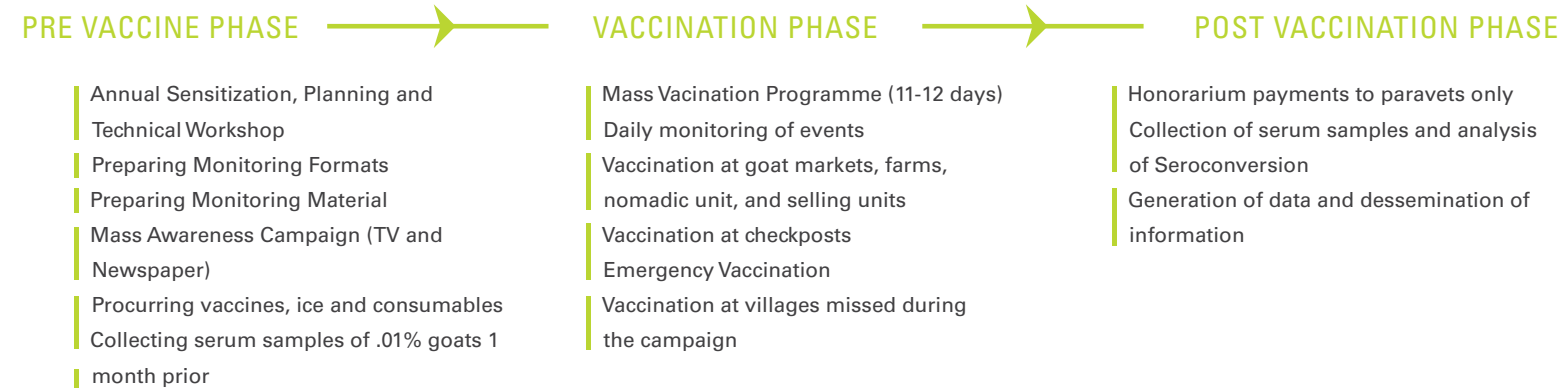 PRE VACCINE PHASE
Annual Sensitization, Planning and
Technical Workshop
Preparing Monitoring Formats
Preparing Monitoring Material
Mass Awareness Campaign (TV and
Newspaper)
Procurring vaccines, ice and consumables
Collecting serum samples of .01% goats 1
month prior
VACCINATION PHASE
Mass Vacination Programme (11-12 days)
Daily monitoring of events
Vaccination at goat markets, farms,
nomadic unit, and selling units
Vaccination at checkposts
Emergency Vaccination
Vaccination at villages missed during
the campaign
POST VACCINATION PHASE
Honorarium payments to paravets only
Collection of serum samples and analysis
of Seroconversion
Generation of data and dessemination of
information